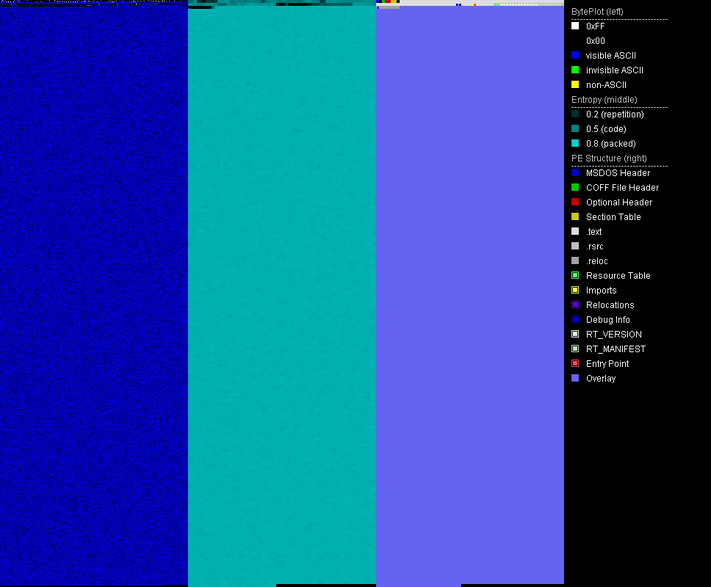 BytePlot (left)
0xFF
0x00
visible ASCII
invisible ASCII
non-ASCII
Entropy (middle)
0.2 (repetition)
0.5 (code)
0.8 (packed)
PE Structure (right)
MSDOS Header
COFF File Header
Optional Header
Section Table
.text
.rsrc
.reloc
Resource Table
Imports
Relocations
Debug Info
RT_VERSION
RT_MANIFEST
Entry Point
Overlay